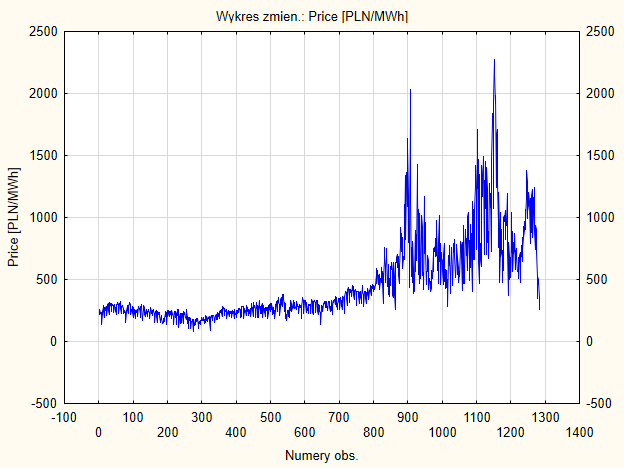 Wykres zmien.: Price [PLN/MWh]
2500 2500
2000 2000
1500 1500
1000 1000
500 500
0 0
-500 -500
Price [PLN/MWh]
-100 100 300 500 700 900 1100 1300
0 200 400 600 800 1000 1200 1400
Numery obs.